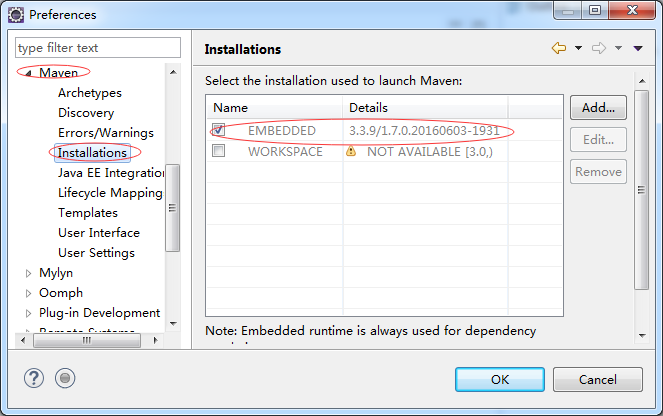 Preferences
type filter text
Maven
Archetypes
Discovery
Errors/Warnings
Installations
Java EE Integration
Lifecycle Mapping
Templates
User Interface
User Settings
Mylyn
Oomph
Plug-in Development
Remote Systems
Installations
Select the installation used to launch Maven:
Name Details
EMBEDDED 3.3.9/1.7.0.20160603-1931
WORKSPACE NOT AVAILABLE [3.0,)
Add...
Edit...
Remove
Note: Embedded runtime is always used for dependency
OK
Cancel